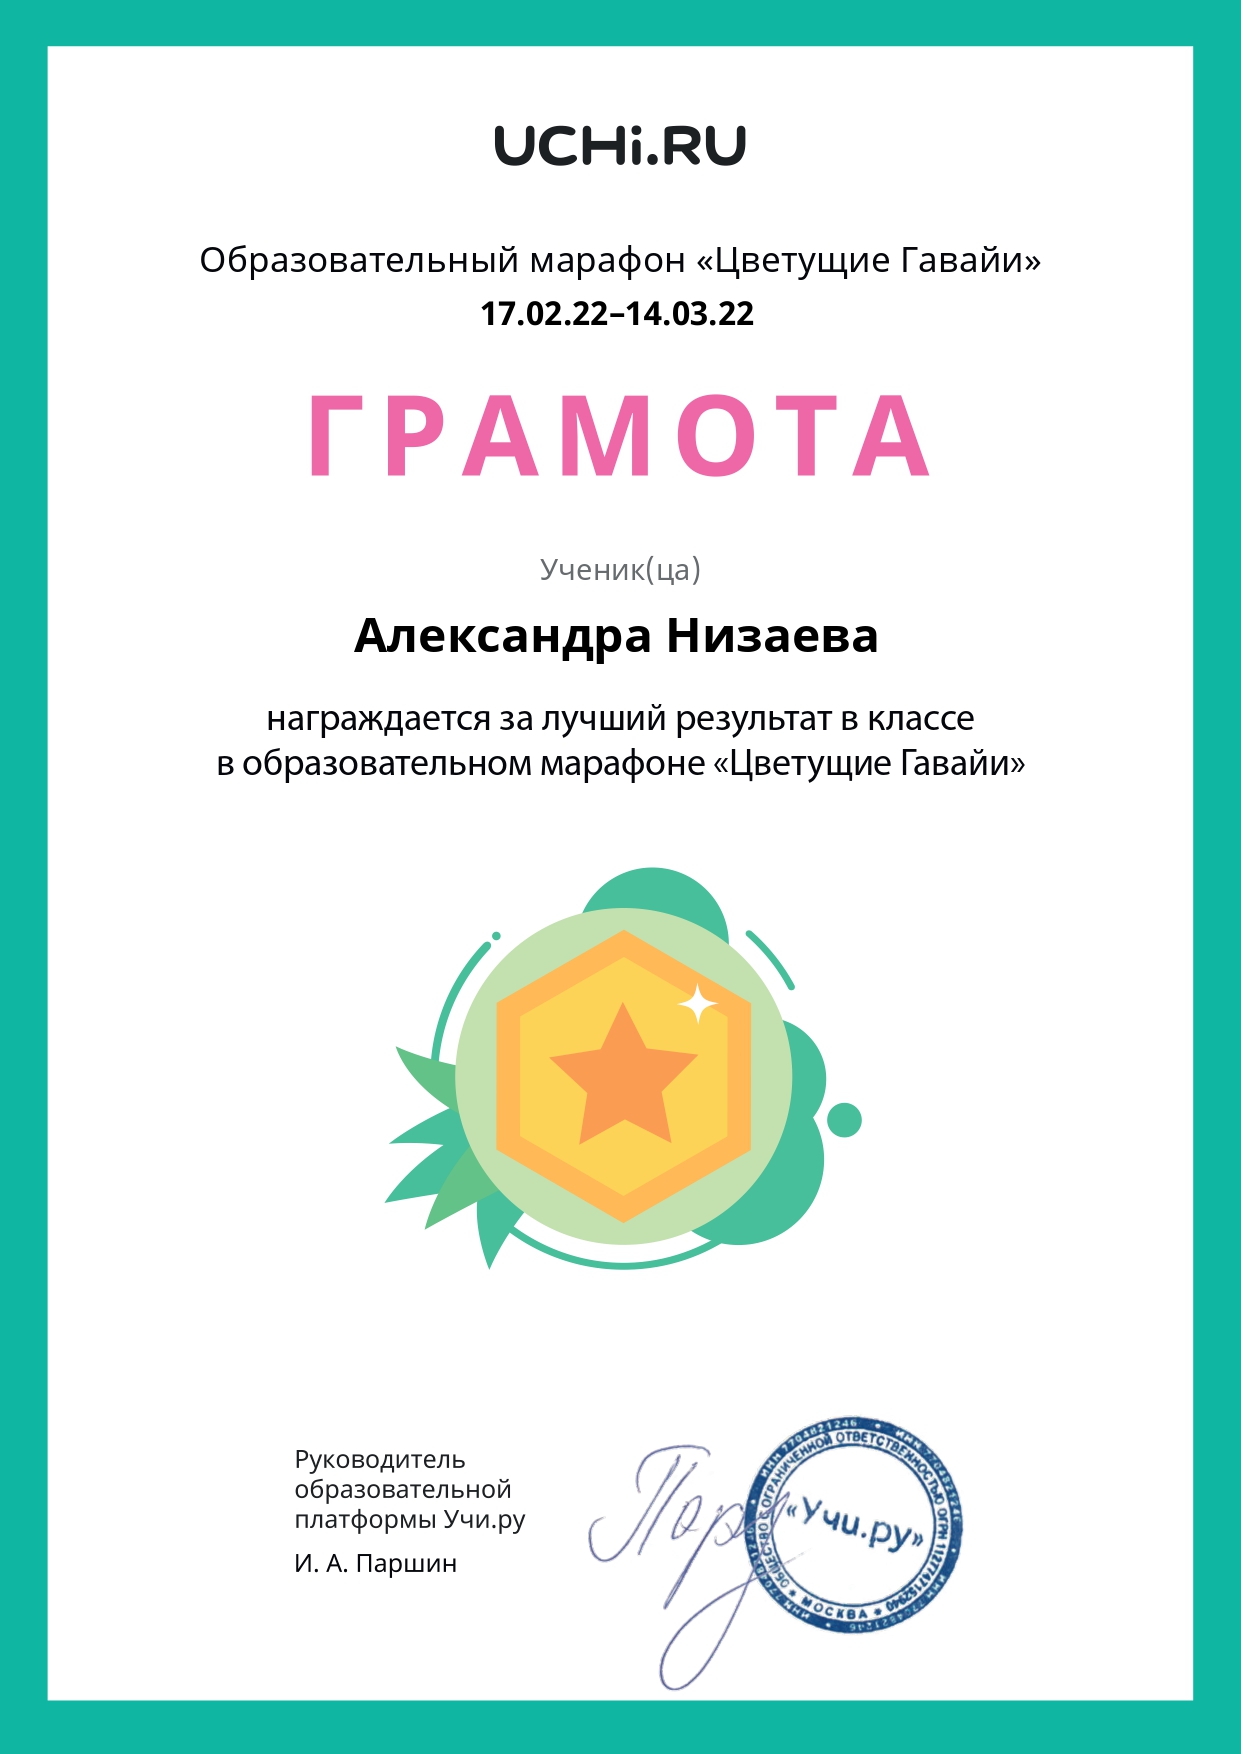 UCHi.RU
Образовательный марафон «Цветущие Гавайи»
17.02.22–14.03.22
ГРАМОТА
Ученик(ца)
Александра Низаева
награждается за лучший результат в классе
в образовательном марафоне «Цветущие Гавайи»
Руководитель
образовательной
платформы Учи.ру
И. А. Паршин
ИНН 7704821246
ОБЩЕСТВО С ОГРАНИЧЕННОЙ ОТВЕТСТВЕННОСТЬЮ ОГРН 1127747152940
МОСКВА
«Учи.ру»